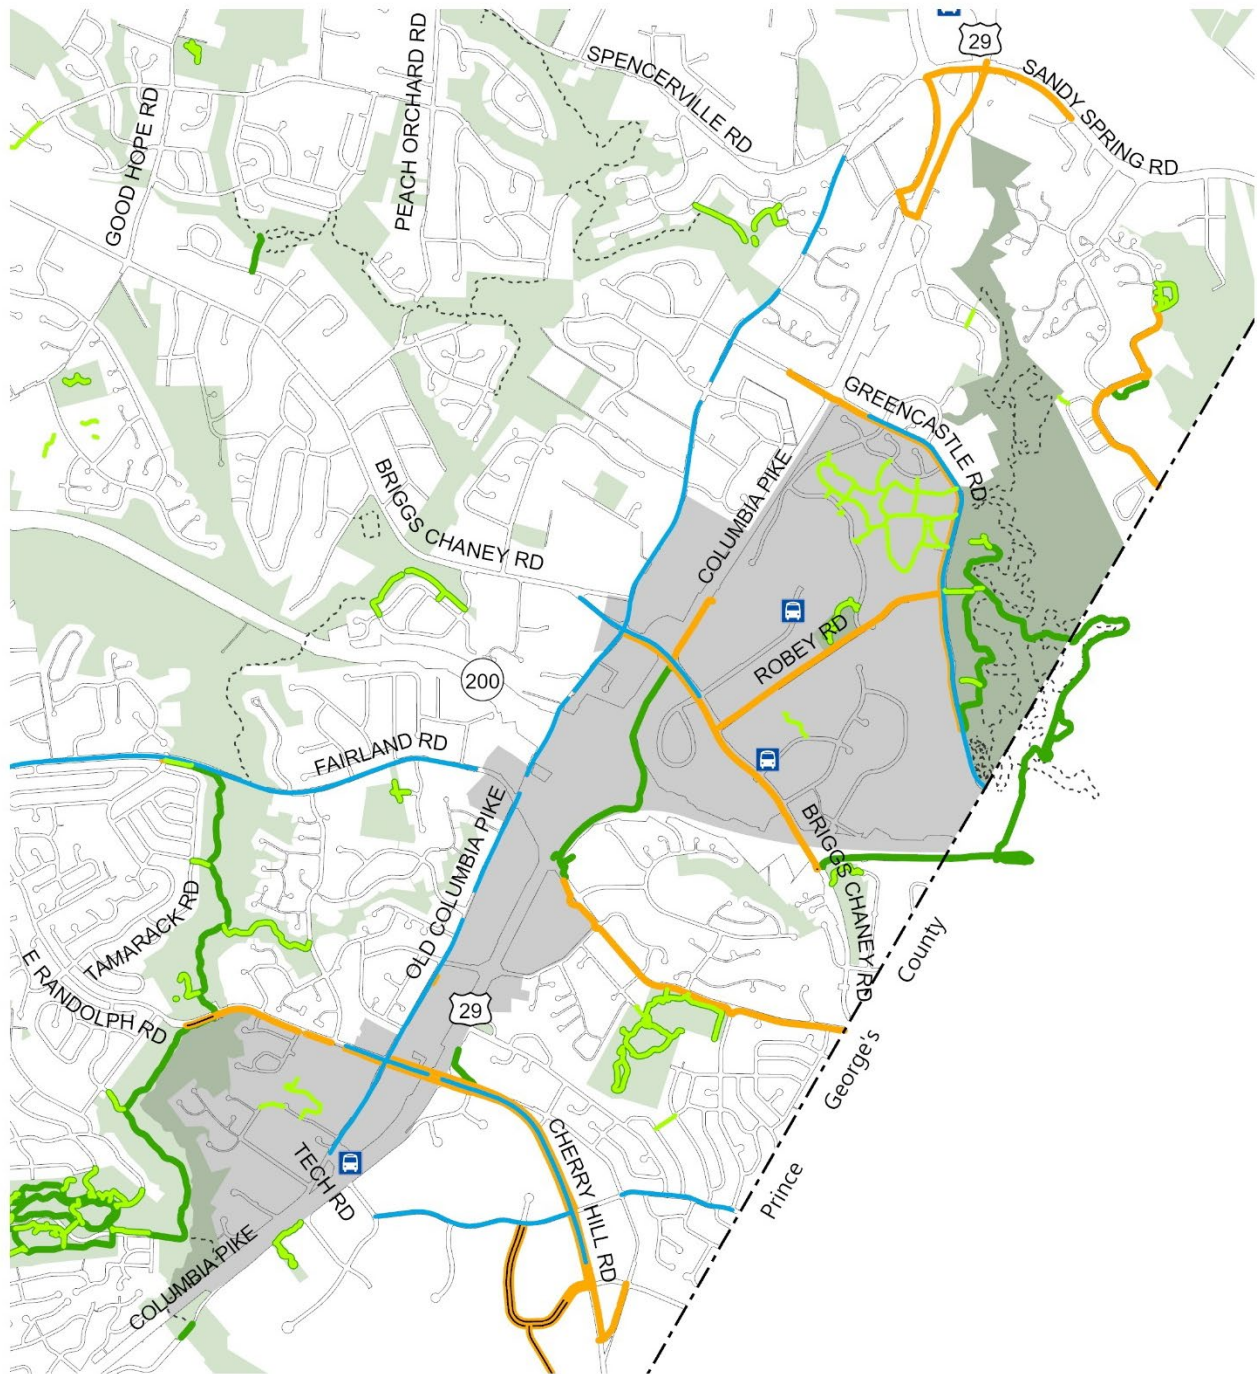 29
SANDY SPRING RD
SPENCERVILLE RD
PEACH ORCHARD RD
GOOD HOPE RD
GREENCASTLE RD
COLUMBIA PIKE
BRIGGS CHANEY RD
ROBEY RD
200
FAIRLAND RD
OLD COLUMBIA PIKE
BRIGGS CHANEY RD
TAMARACK RD
E RANDOLPH RD
29
County
George's
Prince
CHERRY HILL RD
TECH RD
COLUMBIA PIKE